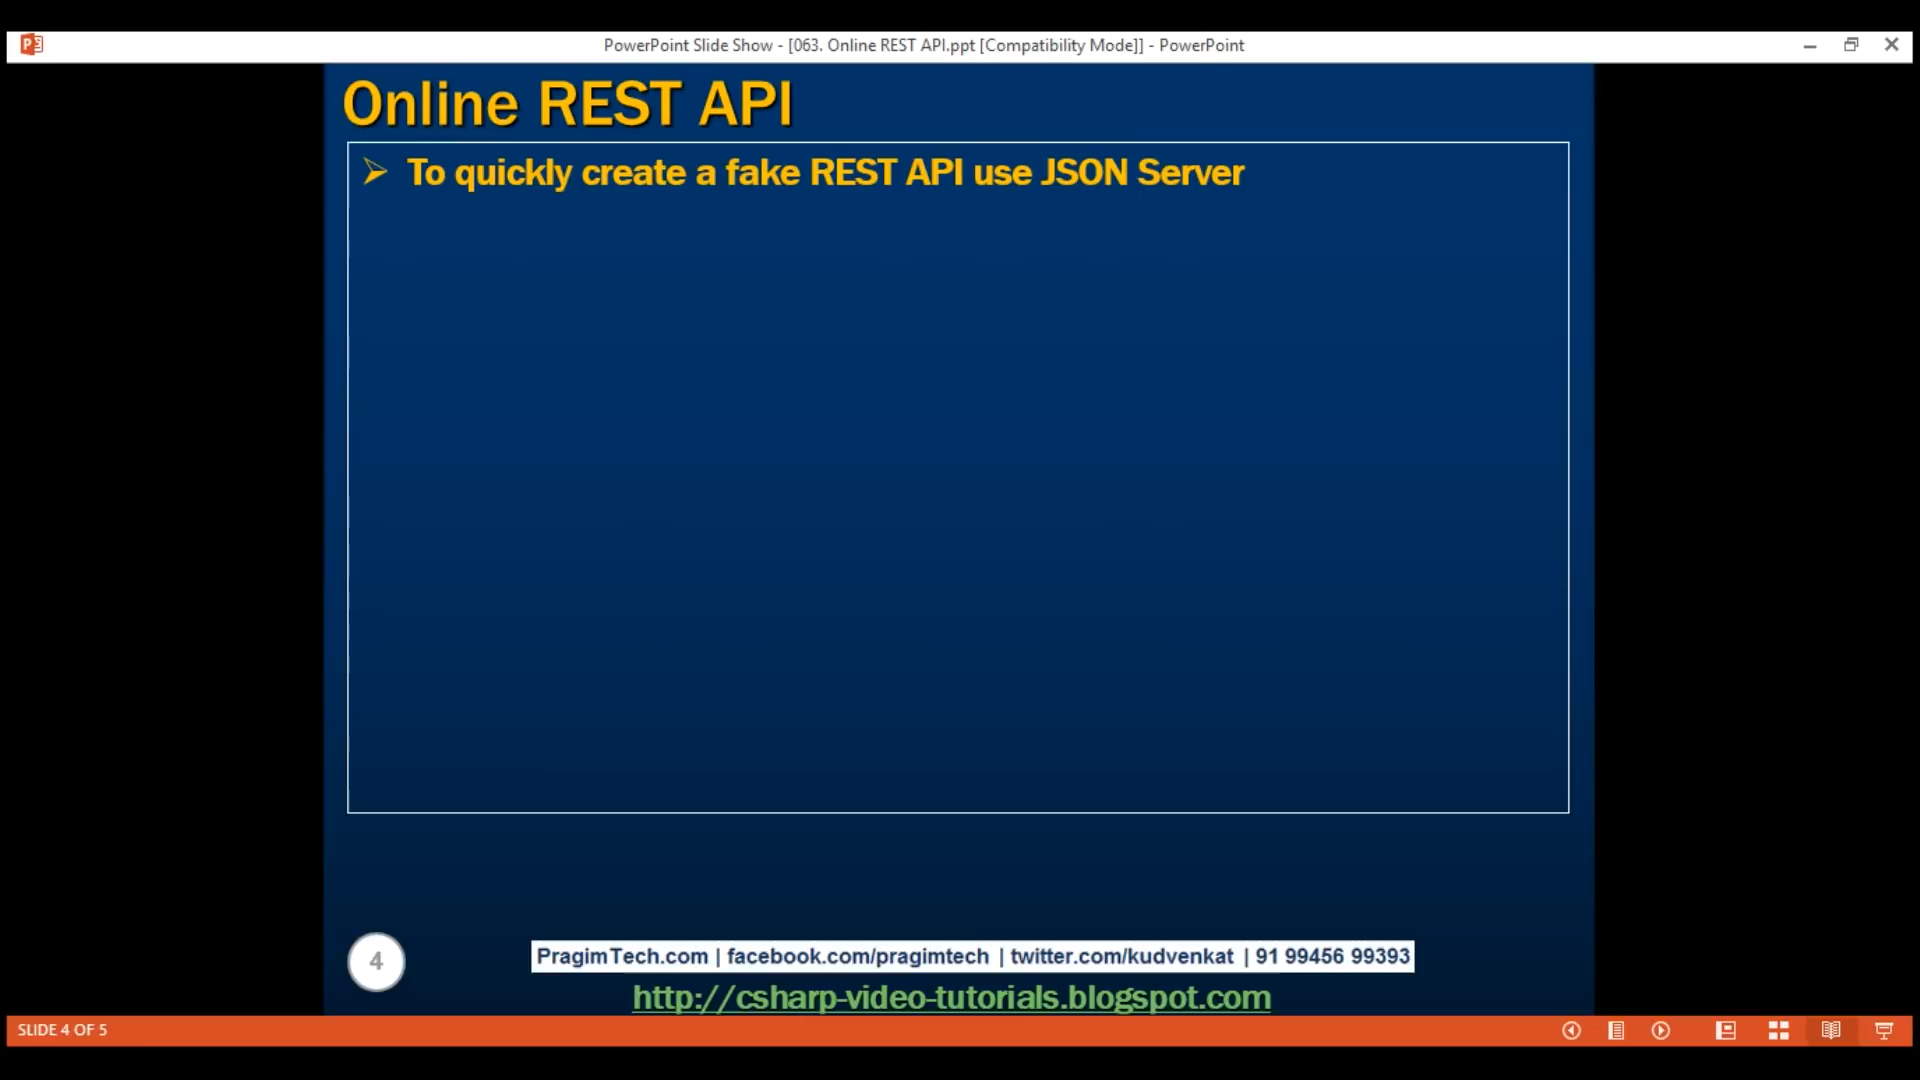 PowerPoint Slide Show - [063. Online REST API.ppt [Compatibility Mode]] - PowerPoint
Online REST API
➢ To quickly create a fake REST API use JSON Server
4
PragimTech.com | facebook.com/pragimtech | twitter.com/kudvenkat | 91 99456 99393
http://csharp-video-tutorials.blogspot.com
SLIDE 4 OF 5